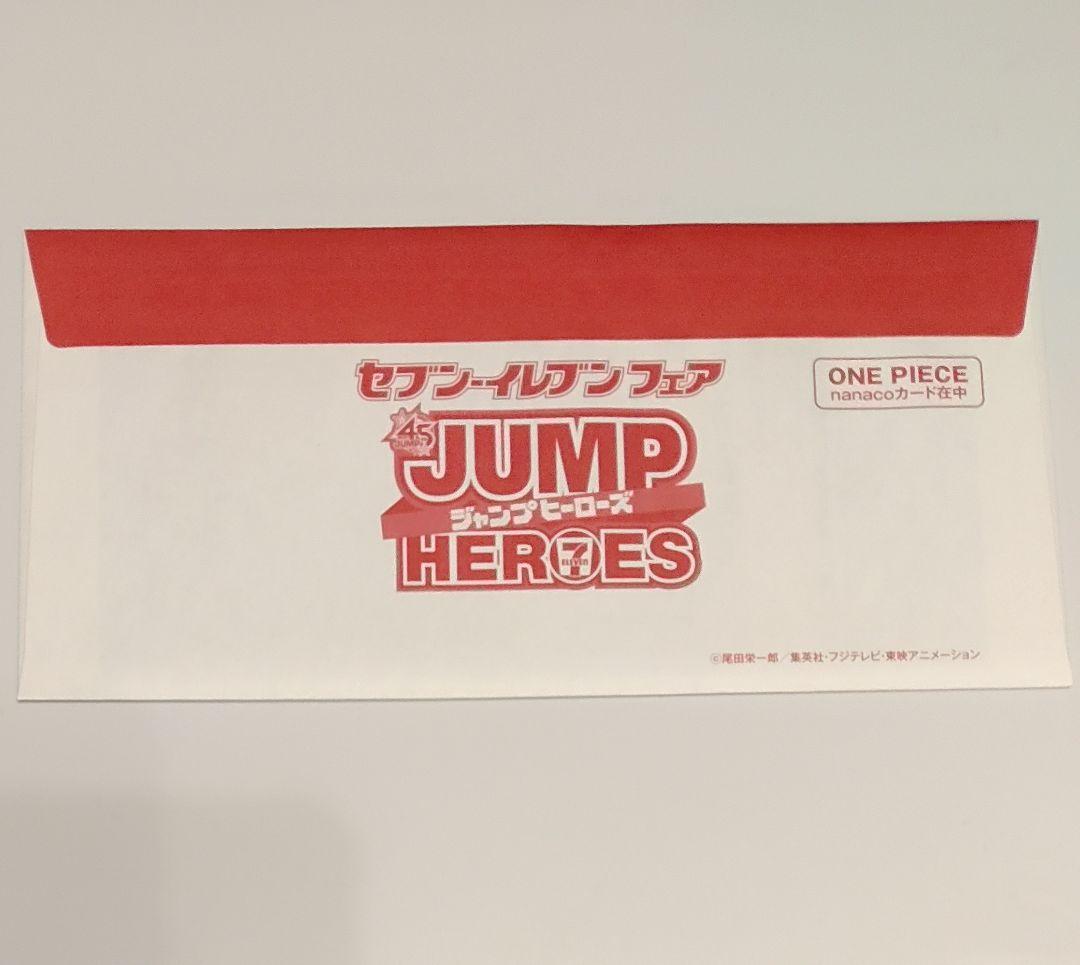 セブン-イレブン フェア
ONE PIECE
nanacoカード在中
45
JUMP
ジャンプヒーローズ
HEROES
7
ELEVEN
©尾田栄一郎／集英社・フジテレビ・東映アニメーション